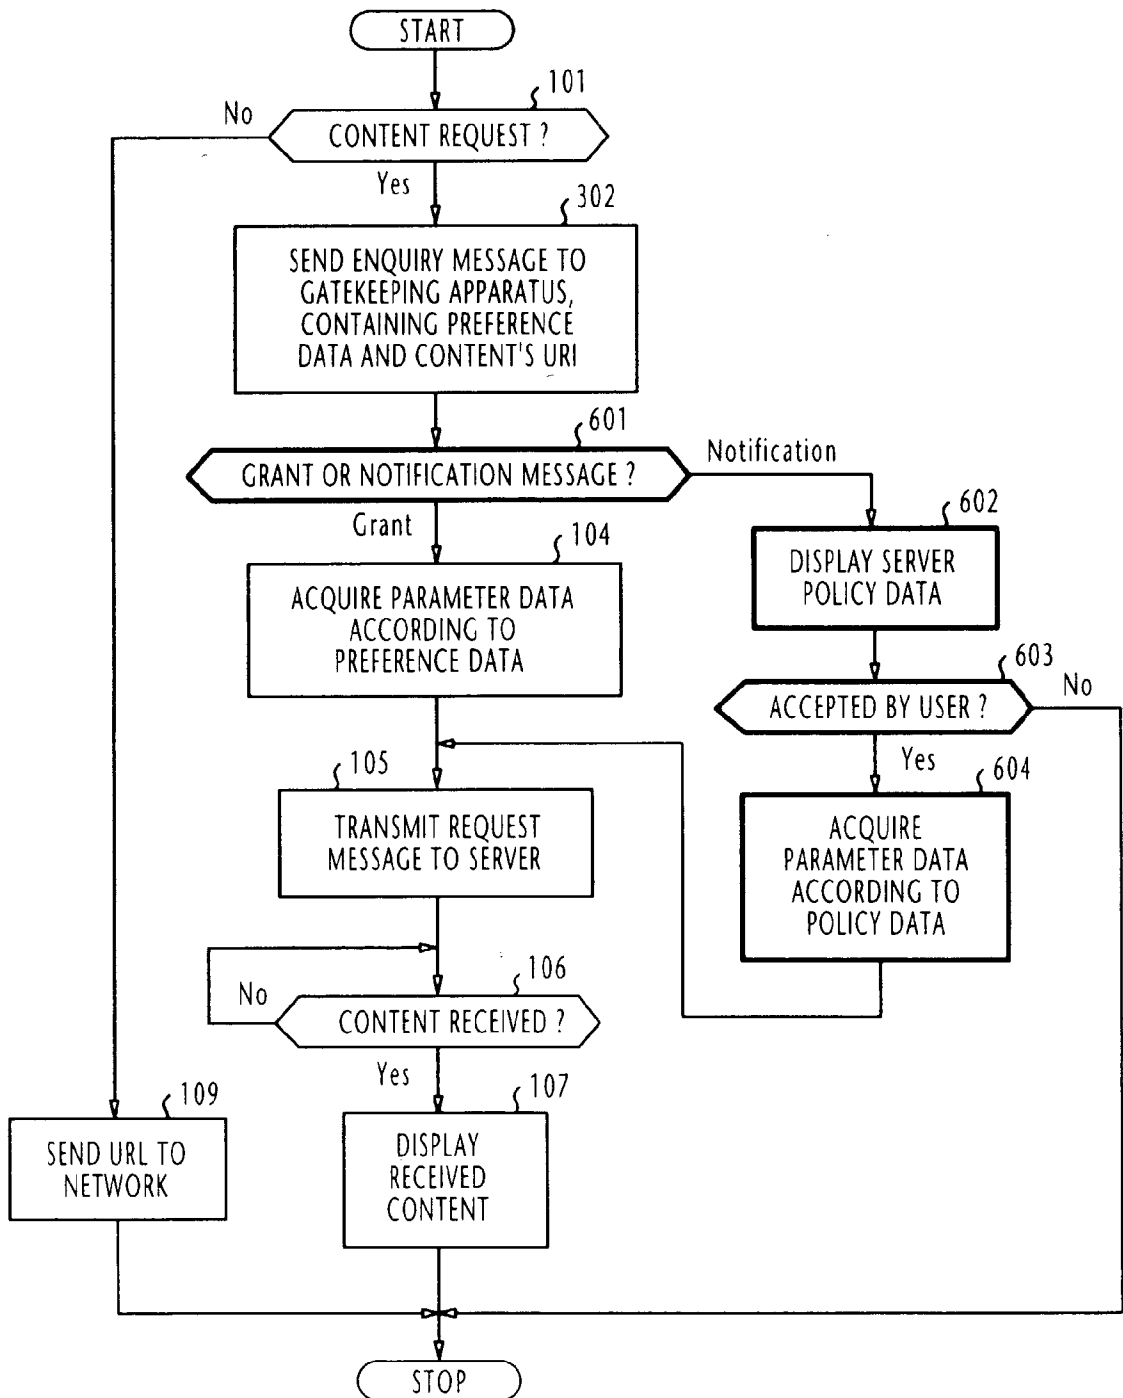 START
101
No
CONTENT REQUEST ?
Yes
302
SEND ENQUIRY MESSAGE TO
GATEKEEPING APPARATUS,
CONTAINING PREFERENCE
DATA AND CONTENT'S URI
601
Notification
GRANT OR NOTIFICATION MESSAGE ?
Grant
602
104
DISPLAY SERVER
POLICY DATA
ACQUIRE PARAMETER DATA
ACCORDING TO
PREFERENCE DATA
603
No
ACCEPTED BY USER ?
Yes
604
105
TRANSMIT REQUEST
MESSAGE TO SERVER
ACQUIRE
PARAMETER DATA
ACCORDING TO
POLICY DATA
106
No
CONTENT RECEIVED ?
Yes
107
109
SEND URL TO
NETWORK
DISPLAY
RECEIVED
CONTENT
STOP